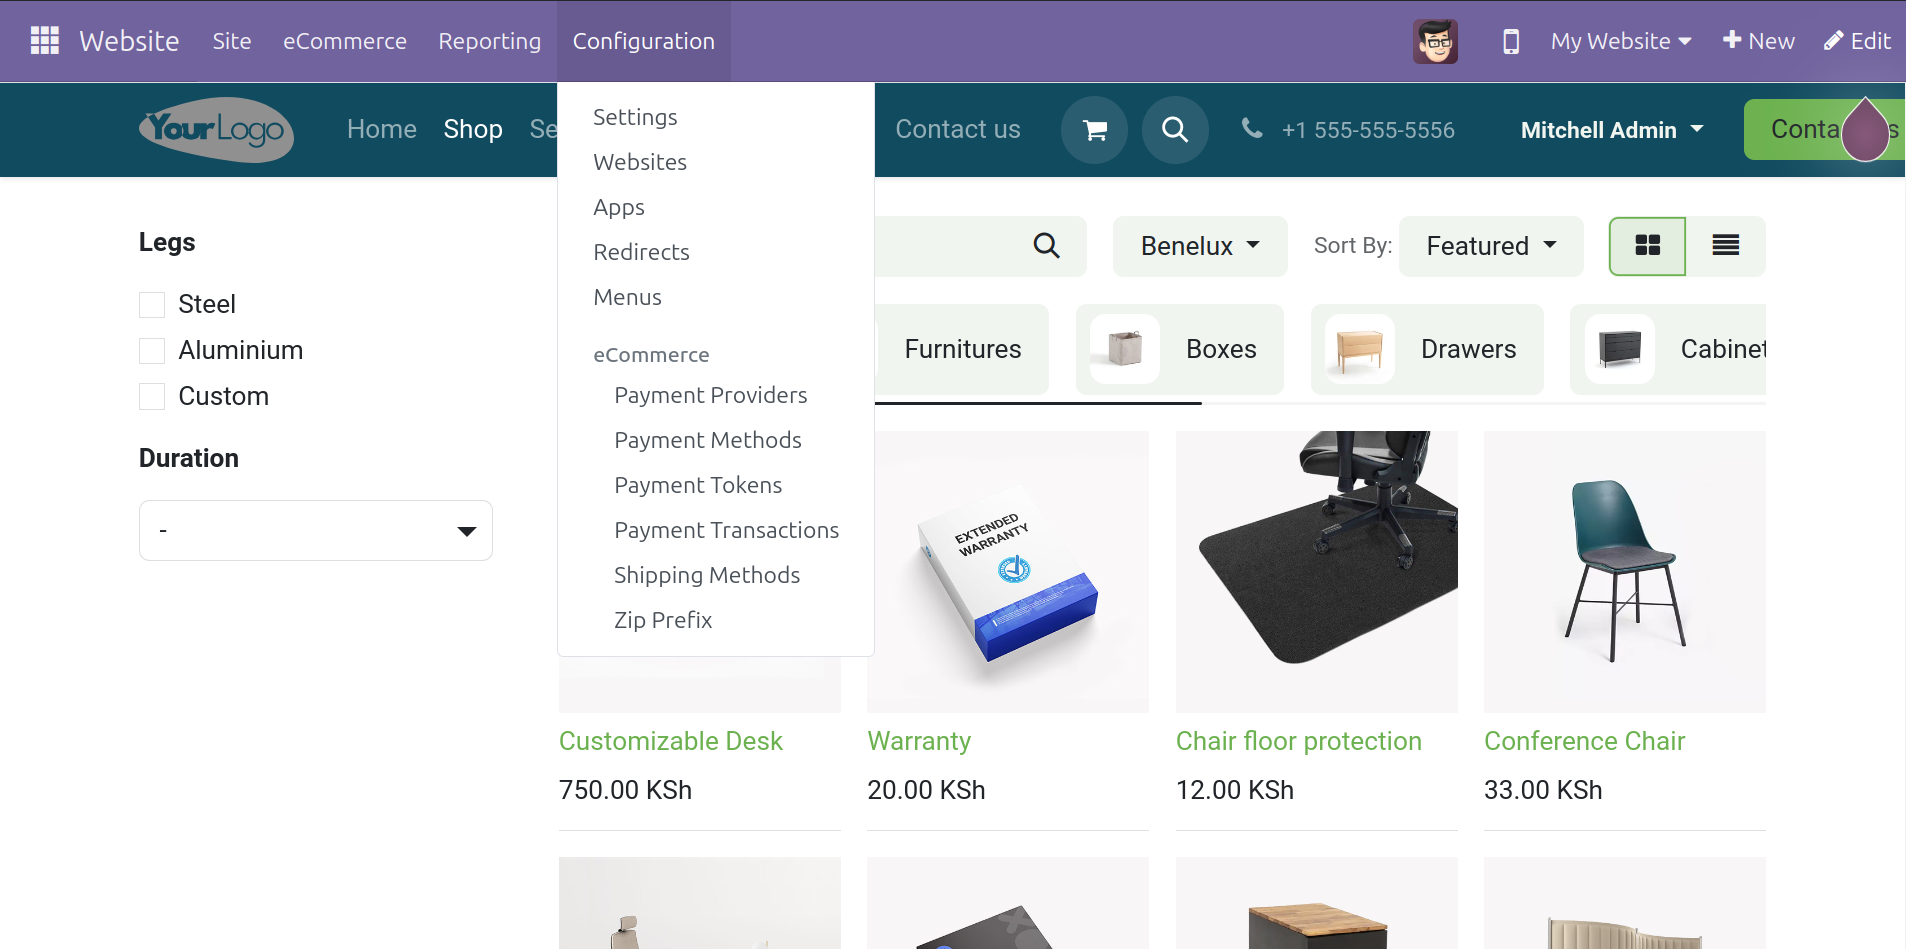 Website Site eCommerce Reporting Configuration My Website New Edit
YourLogo Home Shop Se Contact us +1 555-555-5556 Mitchell Admin Conta s
Settings
Websites
Apps
Redirects
Menus
eCommerce
Payment Providers
Payment Methods
Payment Tokens
Payment Transactions
Shipping Methods
Zip Prefix
Legs
Steel
Aluminium
Custom
Duration
-
Benelux Sort By: Featured
Furnitures Boxes Drawers Cabinet
EXTENDED
WARRANTY
Customizable Desk Warranty Chair floor protection Conference Chair
750.00 KSh 20.00 KSh 12.00 KSh 33.00 KSh